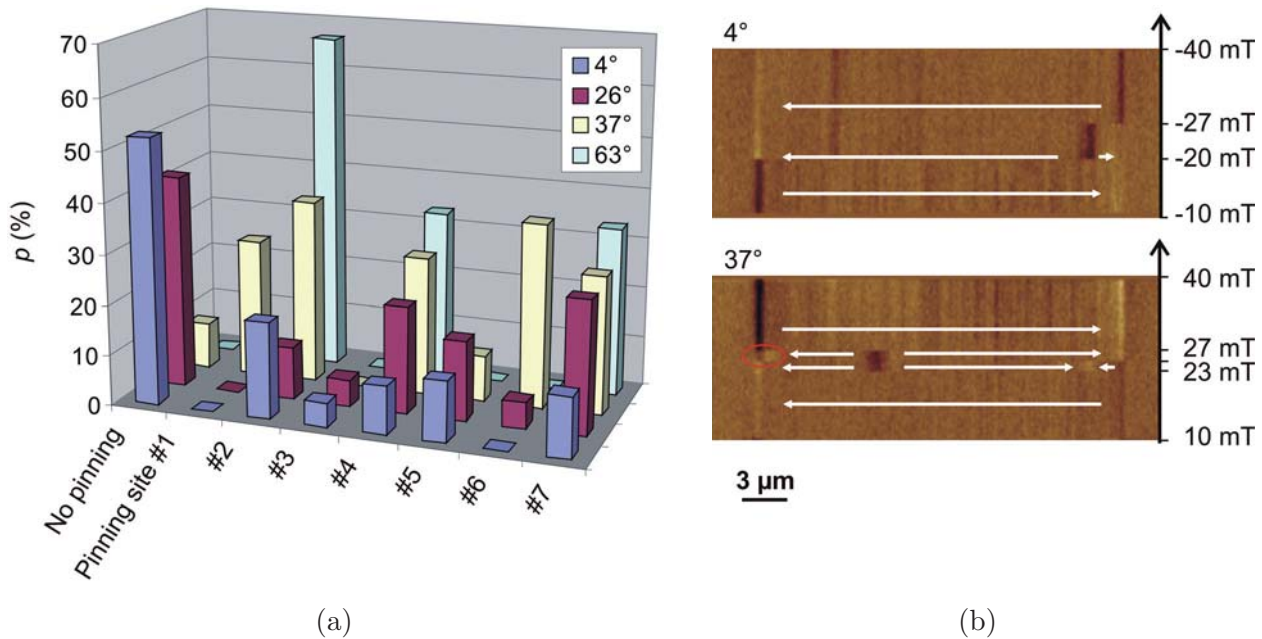 70
60
50
40
30
20
10
0
p (%)
4°
26°
37°
63°
No pinning
Pinning site #1
#2
#3
#4
#5
#6
#7
(a)
4°
-40 mT
-27 mT
-20 mT
-10 mT
37°
40 mT
27 mT
23 mT
10 mT
3 µm
(b)